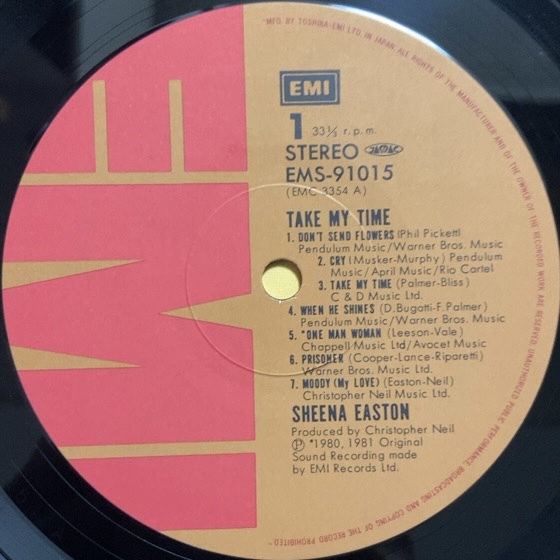 "MFD. BY TOSHIBA-EMI LTD. IN JAPAN ALL RIGHTS OF THE MANUFACTURER AND OF THE OWNER OF THE RECORDED WORK RESERVED. UNAUTHORIZED PUBLIC PERFORMANCE, BROADCASTING AND COPYING OF THE RECORD PROHIBITED"
EMI
EMI
1 33⅓ r.p.m.
STEREO JASRAC
EMS-91015
(EMC 3354 A)
TAKE MY TIME
1. DON'T SEND FLOWERS (Phil Pickett)
Pendulum Music/Warner Bros. Music
2. CRY (Musker-Murphy) Pendulum
Music/April Music/Rio Cartel
3. TAKE MY TIME (Palmer-Bliss)
C & D Music Ltd.
4. WHEN HE SHINES (D.Bugatti-F.Palmer)
Pendulum Music/Warner Bros. Music
5. *ONE MAN WOMAN (Leeson-Vale)
Chappell Music Ltd/Avocet Music
6. PRISONER (Cooper-Lance-Riparetti)
Warner Bros. Music Ltd.
7. MOODY (My LOVE) (Easton-Neil)
Christopher Neil Music Ltd.
SHEENA EASTON
Produced by Christopher Neil
Ⓟ *1980, 1981 Original
Sound Recording made
by EMI Records Ltd.